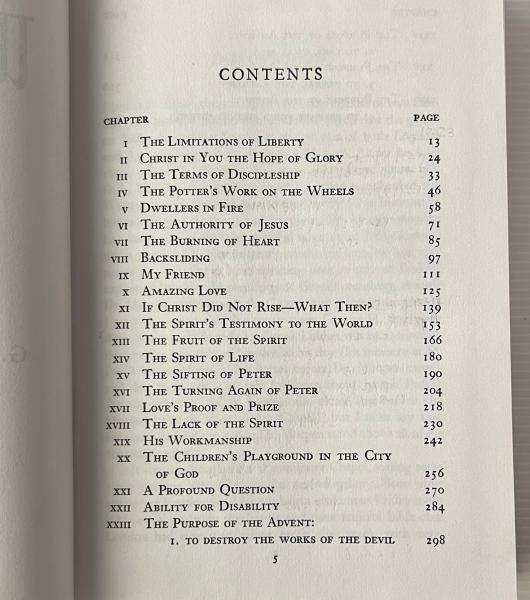 CONTENTS
CHAPTER PAGE
I THE LIMITATIONS OF LIBERTY 13
II CHRIST IN YOU THE HOPE OF GLORY 24
III THE TERMS OF DISCIPLESHIP 33
IV THE POTTER'S WORK ON THE WHEELS 46
V DWELLERS IN FIRE 58
VI THE AUTHORITY OF JESUS 71
VII THE BURNING OF HEART 85
VIII BACKSLIDING 97
IX MY FRIEND 111
X AMAZING LOVE 125
XI IF CHRIST DID NOT RISE—WHAT THEN? 139
XII THE SPIRIT'S TESTIMONY TO THE WORLD 153
XIII THE FRUIT OF THE SPIRIT 166
XIV THE SPIRIT OF LIFE 180
XV THE SIFTING OF PETER 190
XVI THE TURNING AGAIN OF PETER 204
XVII LOVE'S PROOF AND PRIZE 218
XVIII THE LACK OF THE SPIRIT 230
XIX HIS WORKMANSHIP 242
XX THE CHILDREN'S PLAYGROUND IN THE CITY
OF GOD 256
XXI A PROFOUND QUESTION 270
XXII ABILITY FOR DISABILITY 284
XXIII THE PURPOSE OF THE ADVENT:
1. TO DESTROY THE WORKS OF THE DEVIL 298
5